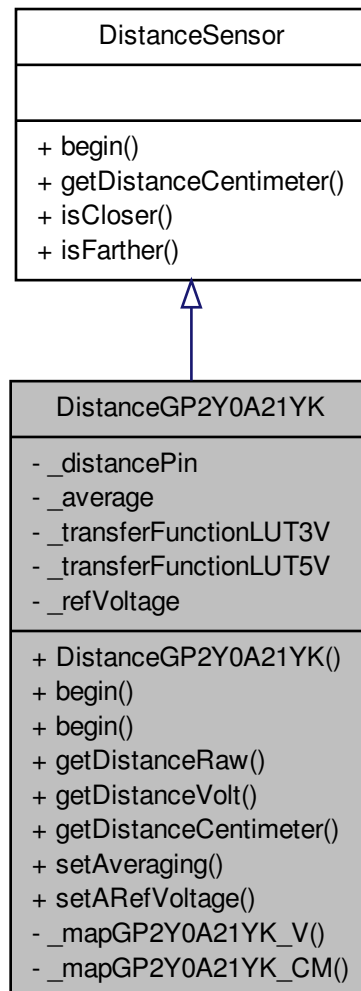 DistanceSensor
+ begin()
+ getDistanceCentimeter()
+ isCloser()
+ isFarther()
DistanceGP2Y0A21YK
- _distancePin
- _average
- _transferFunctionLUT3V
- _transferFunctionLUT5V
- _refVoltage
+ DistanceGP2Y0A21YK()
+ begin()
+ begin()
+ getDistanceRaw()
+ getDistanceVolt()
+ getDistanceCentimeter()
+ setAveraging()
+ setARefVoltage()
- _mapGP2Y0A21YK_V()
- _mapGP2Y0A21YK_CM()